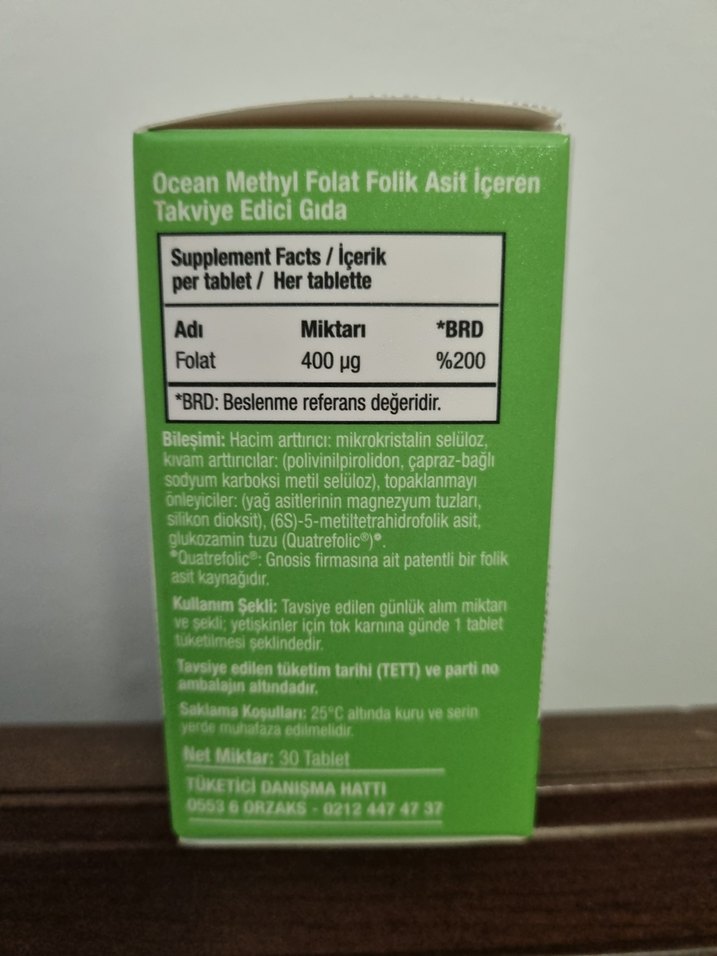 Ocean Methyl Folat Folik Asit İçeren
Takviye Edici Gıda
Supplement Facts / İçerik
per tablet / Her tablette
Adı Miktarı *BRD
Folat 400 µg %200
*BRD: Beslenme referans değeridir.
Bileşimi: Hacim arttırıcı: mikrokristalin selüloz,
kıvam arttırıcılar: (polivinilpirolidon, çapraz-bağlı
sodyum karboksi metil selüloz), topaklanmayı
önleyiciler: (yağ asitlerinin magnezyum tuzları,
silikon dioksit), (6S)-5-metiltetrahidrofolik asit,
glukozamin tuzu (Quatrefolic®)*.
*Quatrefolic®: Gnosis firmasına ait patentli bir folik
asit kaynağıdır.
Kullanım Şekli: Tavsiye edilen günlük alım miktarı
ve şekli; yetişkinler için tok karnına günde 1 tablet
tüketilmesi şeklindedir.
Tavsiye edilen tüketim tarihi (TETT) ve parti no
ambalajın altındadır.
Saklama Koşulları: 25°C altında kuru ve serin
yerde muhafaza edilmelidir.
Net Miktar: 30 Tablet
TÜKETİCİ DANIŞMA HATTI
0553 6 ORZAKS - 0212 447 47 37